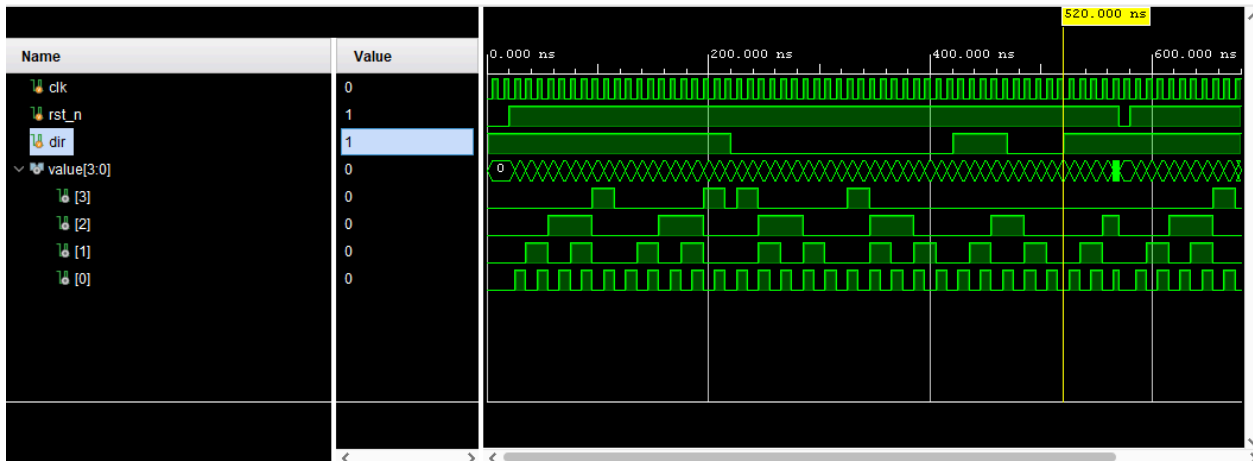 520.000 ns
Name Value 0.000 ns 200.000 ns 400.000 ns 600.000 ns
clk 0
rst_n 1
dir 1
value[3:0] 0 0
[3] 0
[2] 0
[1] 0
[0] 0